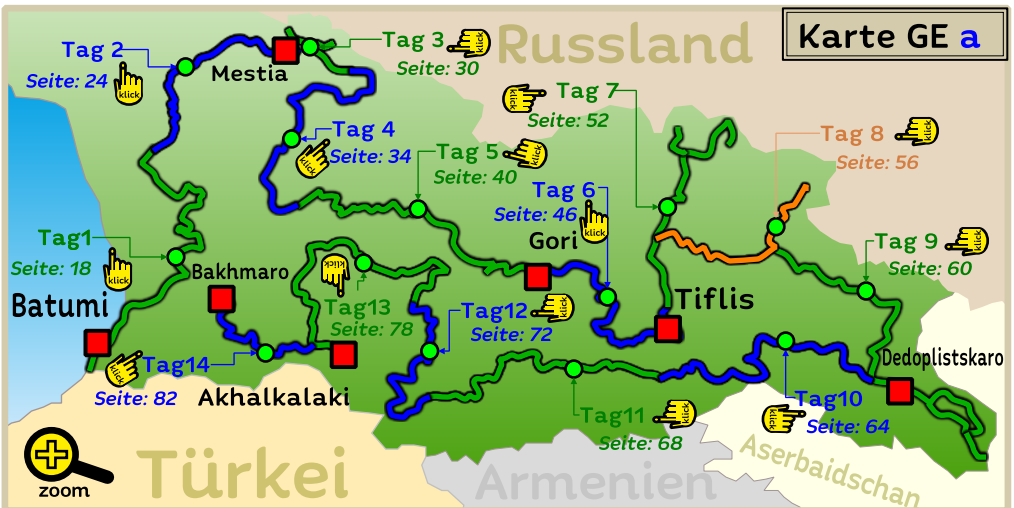 Karte GE a
Russland
Tag 2
Seite: 24
klick
Mestia
Tag 3
Seite: 30
klick
Tag 4
Seite: 34
klick
Tag 5
Seite: 40
klick
Tag 6
Seite: 46
klick
Gori
Tag 7
Seite: 52
klick
Tag 8
Seite: 56
klick
Tag 9
Seite: 60
klick
Tag1
Seite: 18
klick
Batumi
Bakhmaro
Tag13
Seite: 78
klick
Tag12
Seite: 72
klick
Tiflis
Dedoplistskaro
Tag14
Seite: 82
klick
Akhalkalaki
Tag11
Seite: 68
klick
Tag10
Seite: 64
klick
zoom
Türkei
Armenien
Aserbaidschan